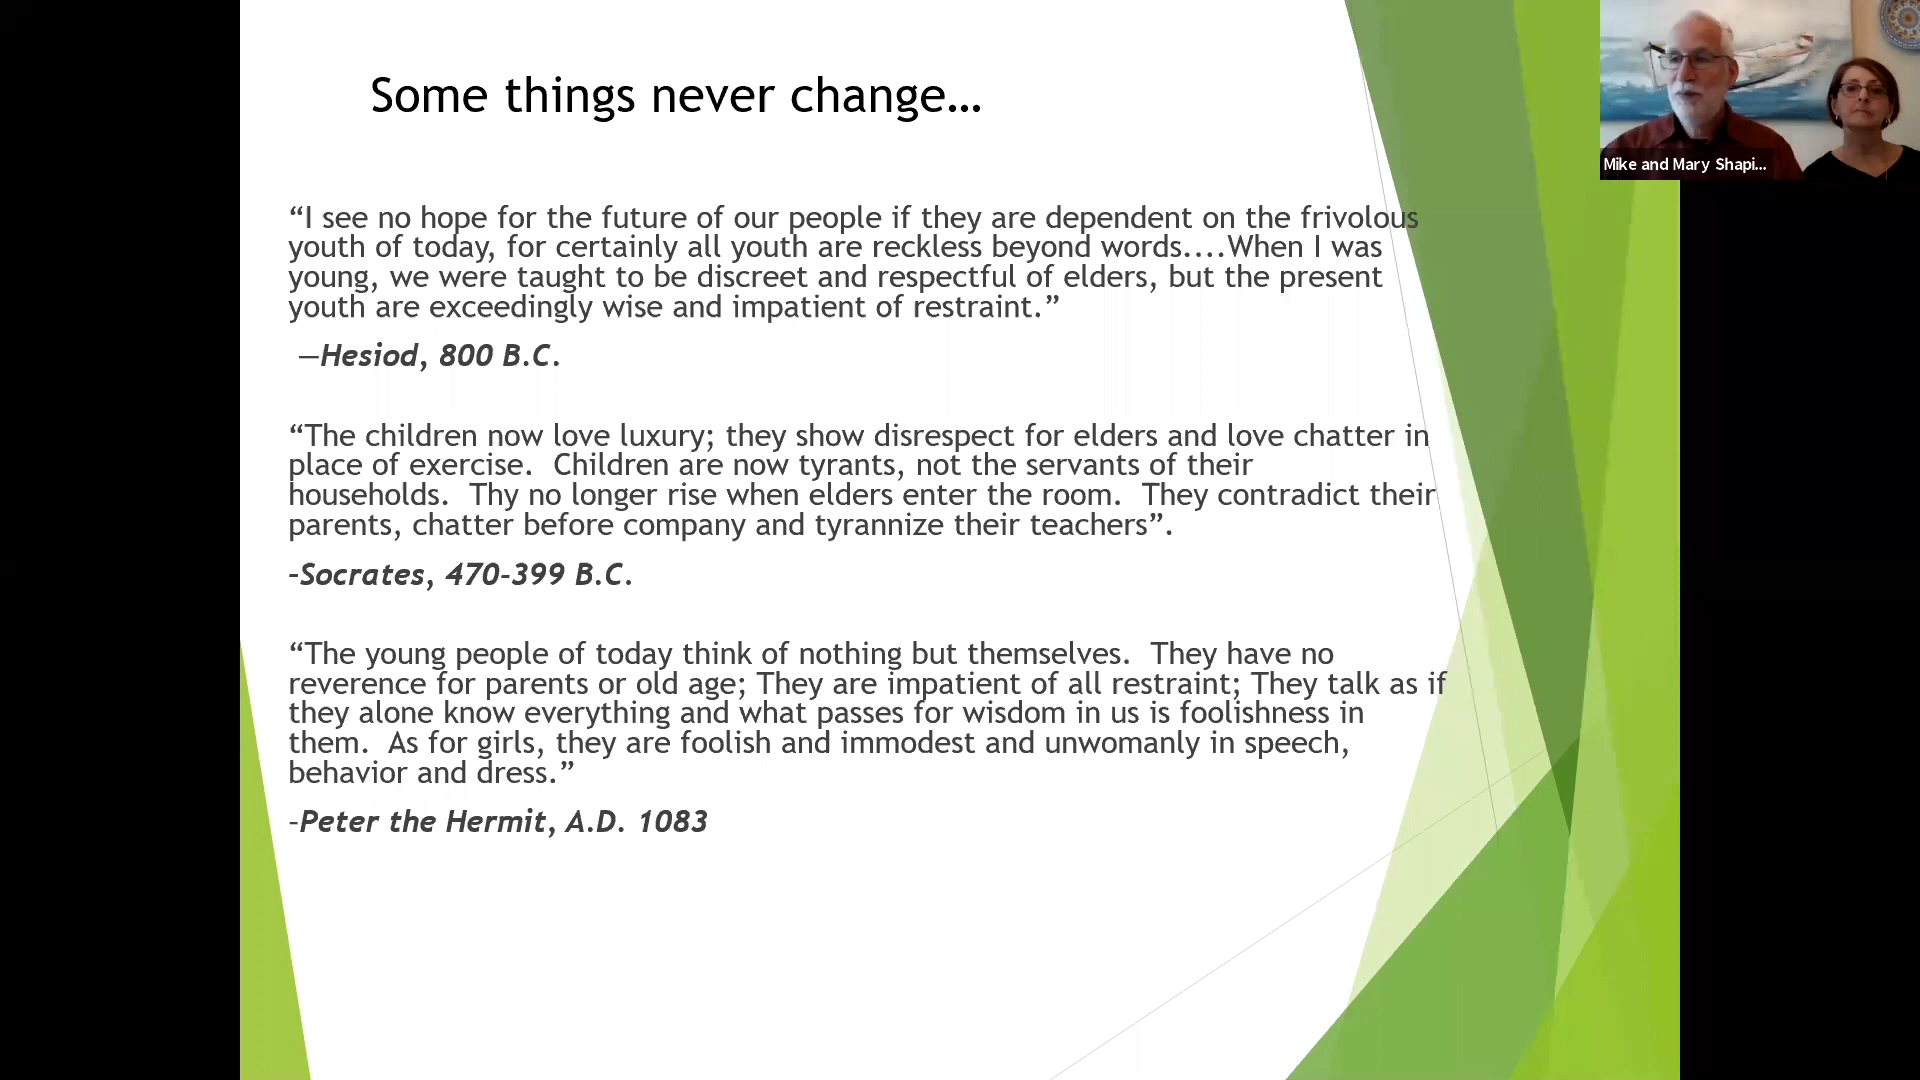 Some things never change…
Mike and Mary Shapi...
“I see no hope for the future of our people if they are dependent on the frivolous
youth of today, for certainly all youth are reckless beyond words....When I was
young, we were taught to be discreet and respectful of elders, but the present
youth are exceedingly wise and impatient of restraint.”
—Hesiod, 800 B.C.
“The children now love luxury; they show disrespect for elders and love chatter in
place of exercise.  Children are now tyrants, not the servants of their
households.  Thy no longer rise when elders enter the room.  They contradict their
parents, chatter before company and tyrannize their teachers”.
-Socrates, 470-399 B.C.
“The young people of today think of nothing but themselves.  They have no
reverence for parents or old age; They are impatient of all restraint; They talk as if
they alone know everything and what passes for wisdom in us is foolishness in
them.  As for girls, they are foolish and immodest and unwomanly in speech,
behavior and dress.”
-Peter the Hermit, A.D. 1083